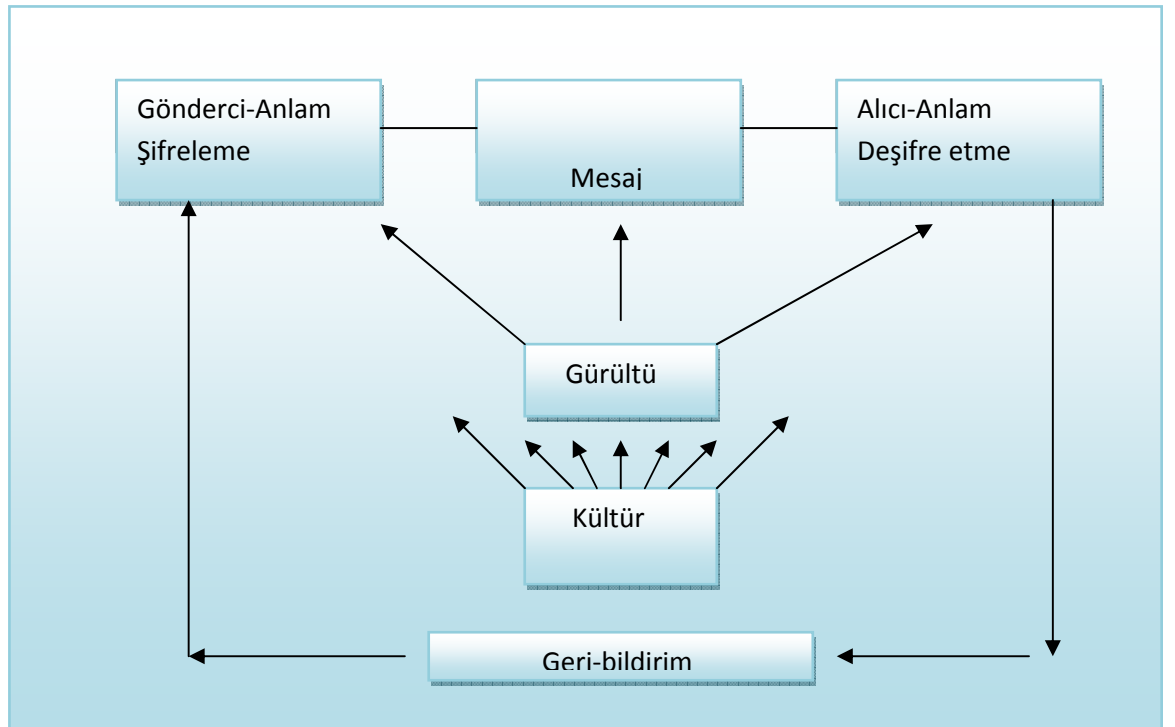 Gönderci-Anlam
Şifreleme
Mesaj
Alıcı-Anlam
Deşifre etme
Gürültü
Kültür
Geri-bildirim